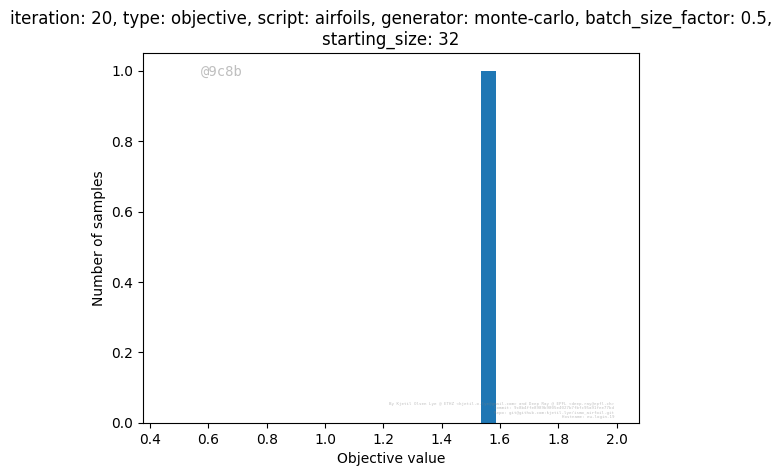 iteration: 20, type: objective, script: airfoils, generator: monte-carlo, batch_size_factor: 0.5,
starting_size: 32
@9c8b
1.0
0.8
0.6
0.4
0.2
0.0
Number of samples
0.4 0.6 0.8 1.0 1.2 1.4 1.6 1.8 2.0
Objective value